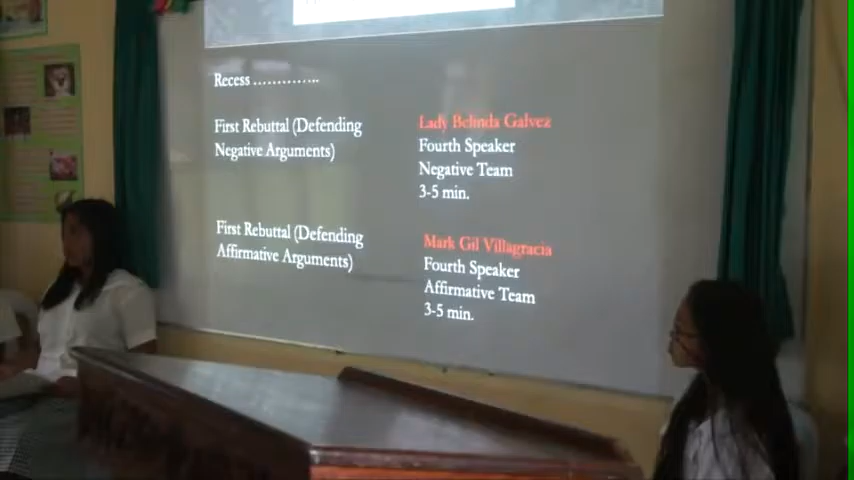 Recess .............
First Rebuttal (Defending
Negative Arguments)
Lady Belinda Galvez
Fourth Speaker
Negative Team
3-5 min.
First Rebuttal (Defending
Affirmative Arguments)
Mark Gil Villagracia
Fourth Speaker
Affirmative Team
3-5 min.